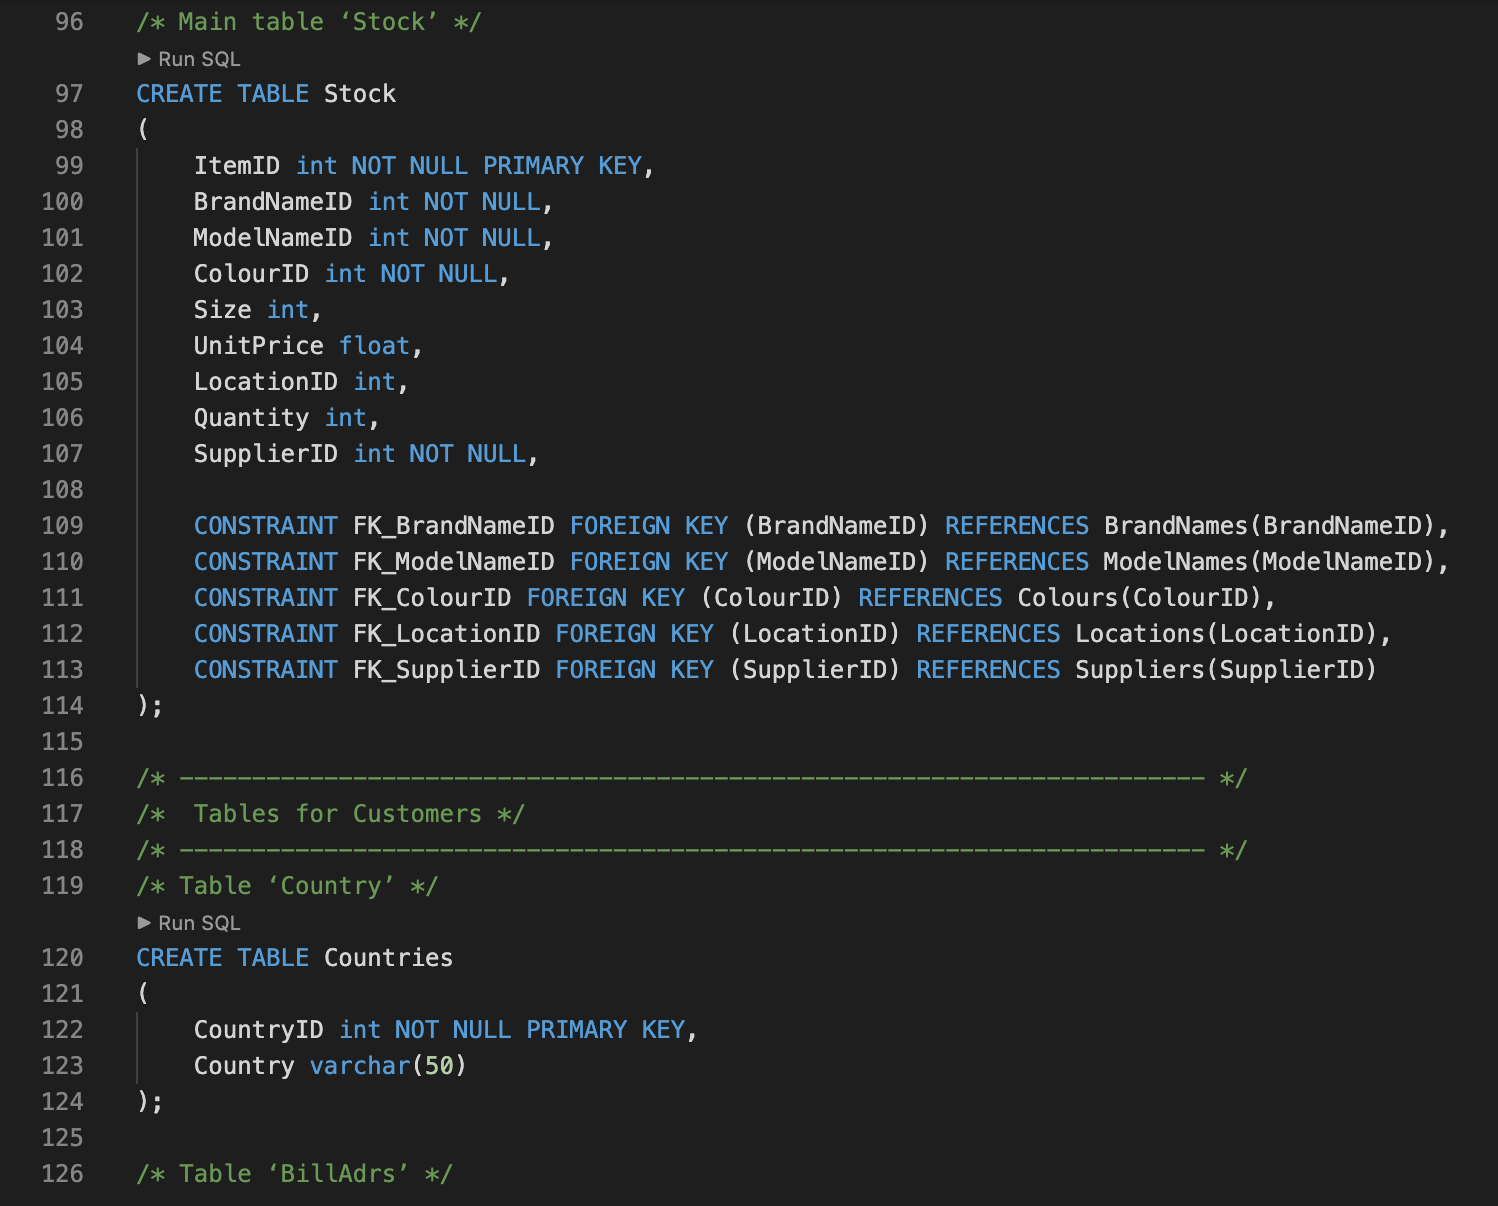 96 /* Main table ‘Stock’ */
▶ Run SQL
97 CREATE TABLE Stock
98 (
99 ItemID int NOT NULL PRIMARY KEY,
100 BrandNameID int NOT NULL,
101 ModelNameID int NOT NULL,
102 ColourID int NOT NULL,
103 Size int,
104 UnitPrice float,
105 LocationID int,
106 Quantity int,
107 SupplierID int NOT NULL,
108
109 CONSTRAINT FK_BrandNameID FOREIGN KEY (BrandNameID) REFERENCES BrandNames(BrandNameID),
110 CONSTRAINT FK_ModelNameID FOREIGN KEY (ModelNameID) REFERENCES ModelNames(ModelNameID),
111 CONSTRAINT FK_ColourID FOREIGN KEY (ColourID) REFERENCES Colours(ColourID),
112 CONSTRAINT FK_LocationID FOREIGN KEY (LocationID) REFERENCES Locations(LocationID),
113 CONSTRAINT FK_SupplierID FOREIGN KEY (SupplierID) REFERENCES Suppliers(SupplierID)
114 );
115
116 /* ----------------------------------------------------------------------- */
117 /*  Tables for Customers */
118 /* ----------------------------------------------------------------------- */
119 /* Table ‘Country’ */
▶ Run SQL
120 CREATE TABLE Countries
121 (
122 CountryID int NOT NULL PRIMARY KEY,
123 Country varchar(50)
124 );
125
126 /* Table ‘BillAdrs’ */